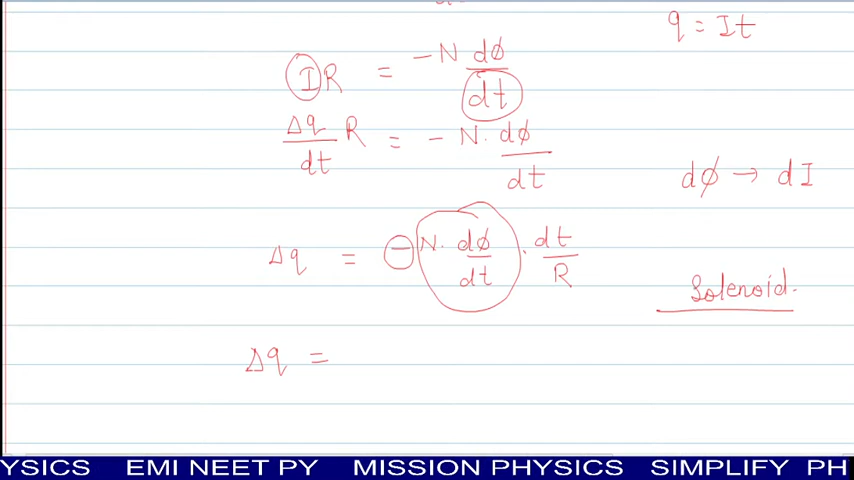 q = It
IR = -N dϕ/dt
Δq/dt R = - N. dϕ/dt
dϕ → dI
Δq = - N. dϕ/dt . dt/R
Solenoid.
Δq =
YSICS EMI NEET PY MISSION PHYSICS SIMPLIFY PH